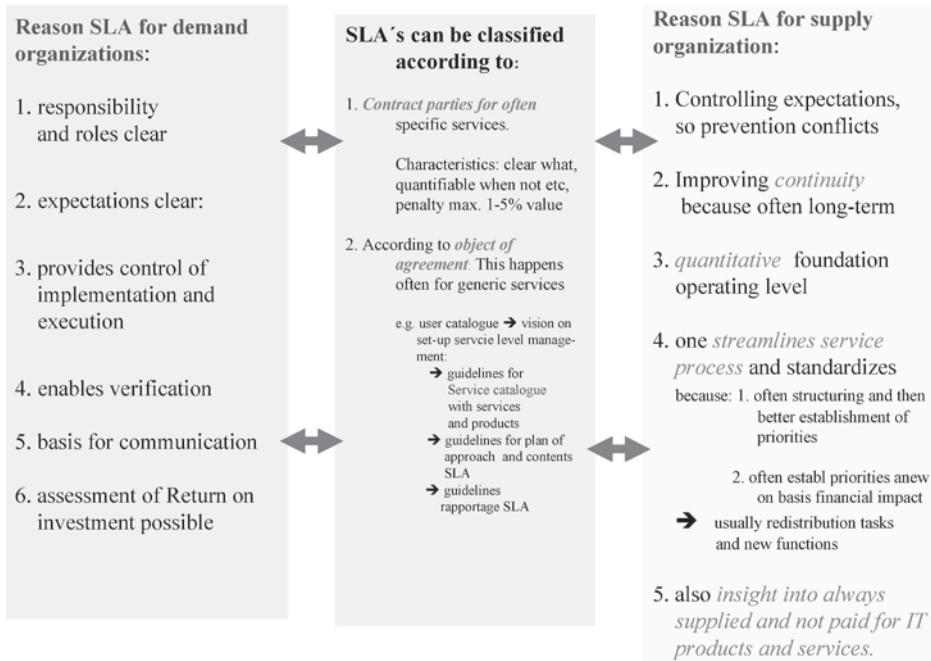 Reason SLA for demand
organizations:
1. responsibility
and roles clear
2. expectations clear:
3. provides control of
implementation and
execution
4. enables verification
5. basis for communication
6. assessment of Return on
investment possible
SLA´s can be classified
according to:
1. Contract parties for often
specific services.
Characteristics: clear what,
quantifiable when not etc,
penalty max. 1-5% value
2. According to object of
agreement. This happens
often for generic services
e.g. user catalogue ➔ vision on
set-up servcie level manage-
ment:
➔ guidelines for
Service catalogue
with services
and products
➔ guidelines for plan of
approach and contents
SLA
➔ guidelines
rapportage SLA
Reason SLA for supply
organization:
1. Controlling expectations,
so prevention conflicts
2. Improving continuity
because often long-term
3. quantitative foundation
operating level
4. one streamlines service
process and standardizes
because: 1. often structuring and then
better establishment of
priorities
2. often establ priorities anew
on basis financial impact
➔ usually redistribution tasks
and new functions
5. also insight into always
supplied and not paid for IT
products and services.